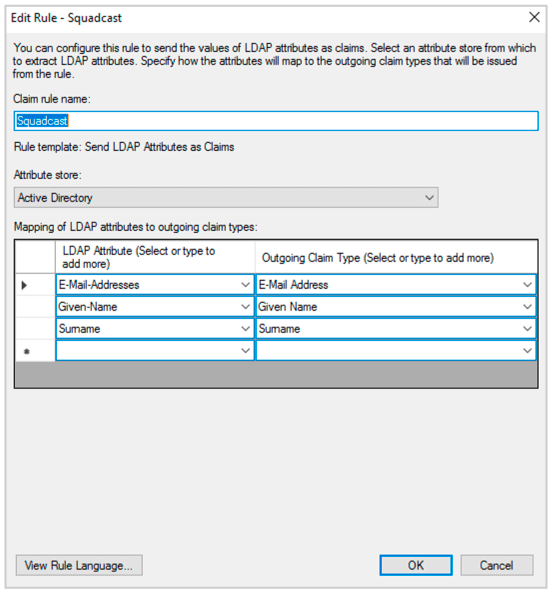 Edit Rule - Squadcast
You can configure this rule to send the values of LDAP attributes as claims. Select an attribute store from which
to extract LDAP attributes. Specify how the attributes will map to the outgoing claim types that will be issued
from the rule.
Claim rule name:
Squadcast
Rule template: Send LDAP Attributes as Claims
Attribute store:
Active Directory
Mapping of LDAP attributes to outgoing claim types:
LDAP Attribute (Select or type to
add more)
Outgoing Claim Type (Select or type to add more)
E-Mail-Addresses E-Mail Address
Given-Name Given Name
Surname Surname
View Rule Language... OK Cancel